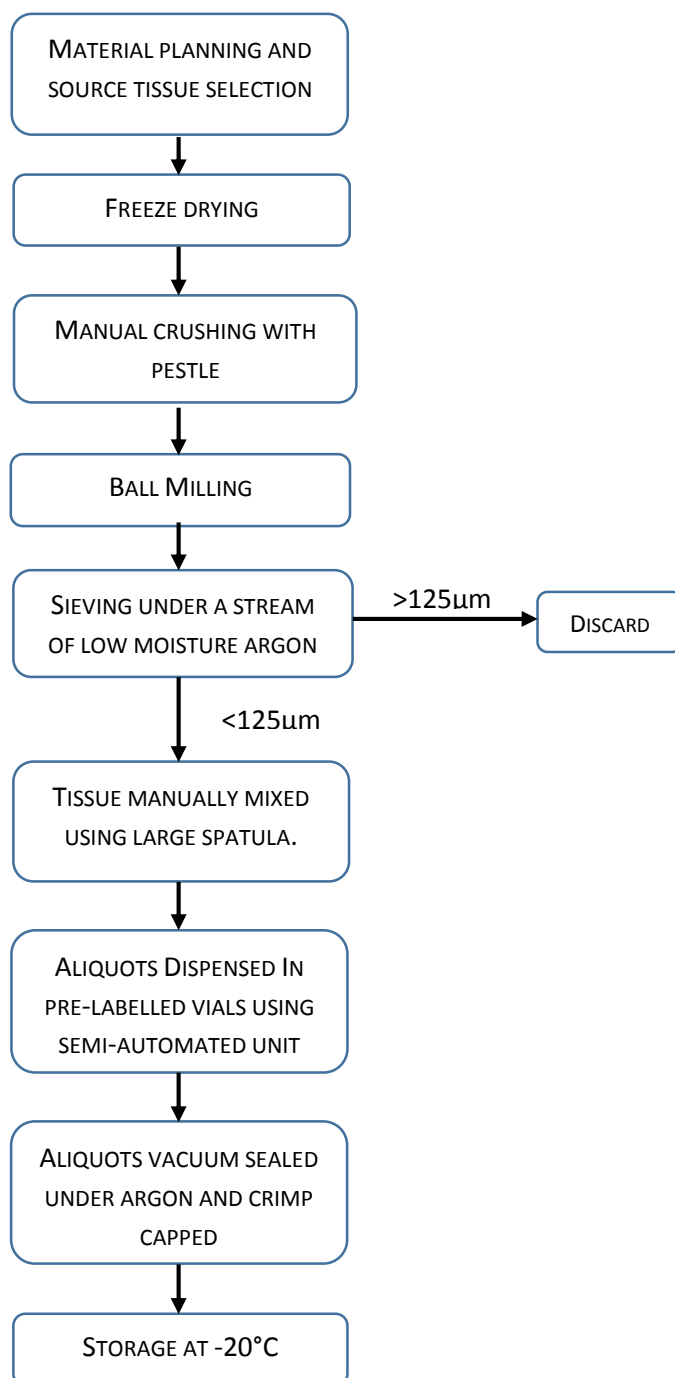 MATERIAL PLANNING AND
SOURCE TISSUE SELECTION
FREEZE DRYING
MANUAL CRUSHING WITH
PESTLE
BALL MILLING
SIEVING UNDER A STREAM
OF LOW MOISTURE ARGON
>125µm
DISCARD
<125µm
TISSUE MANUALLY MIXED
USING LARGE SPATULA.
ALIQUOTS DISPENSED IN
PRE-LABELLED VIALS USING
SEMI-AUTOMATED UNIT
ALIQUOTS VACUUM SEALED
UNDER ARGON AND CRIMP
CAPPED
STORAGE AT -20°C